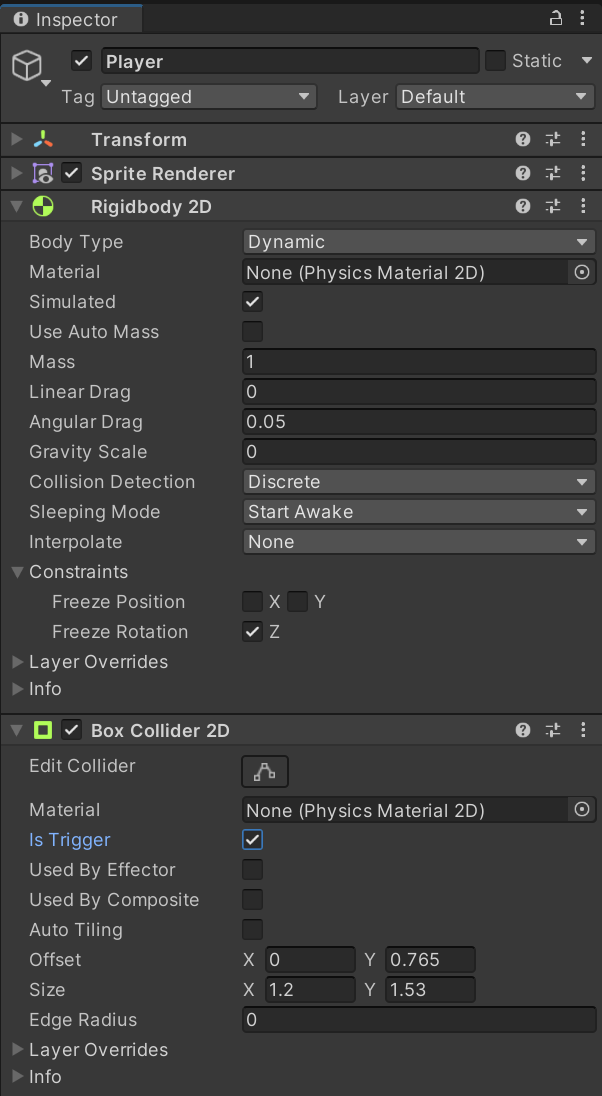 Inspector
Player Static
Tag Untagged Layer Default
Transform
Sprite Renderer
Rigidbody 2D
Body Type Dynamic
Material None (Physics Material 2D)
Simulated
Use Auto Mass
Mass 1
Linear Drag 0
Angular Drag 0.05
Gravity Scale 0
Collision Detection Discrete
Sleeping Mode Start Awake
Interpolate None
Constraints
Freeze Position X Y
Freeze Rotation Z
Layer Overrides
Info
Box Collider 2D
Edit Collider
Material None (Physics Material 2D)
Is Trigger
Used By Effector
Used By Composite
Auto Tiling
Offset X 0 Y 0.765
Size X 1.2 Y 1.53
Edge Radius 0
Layer Overrides
Info